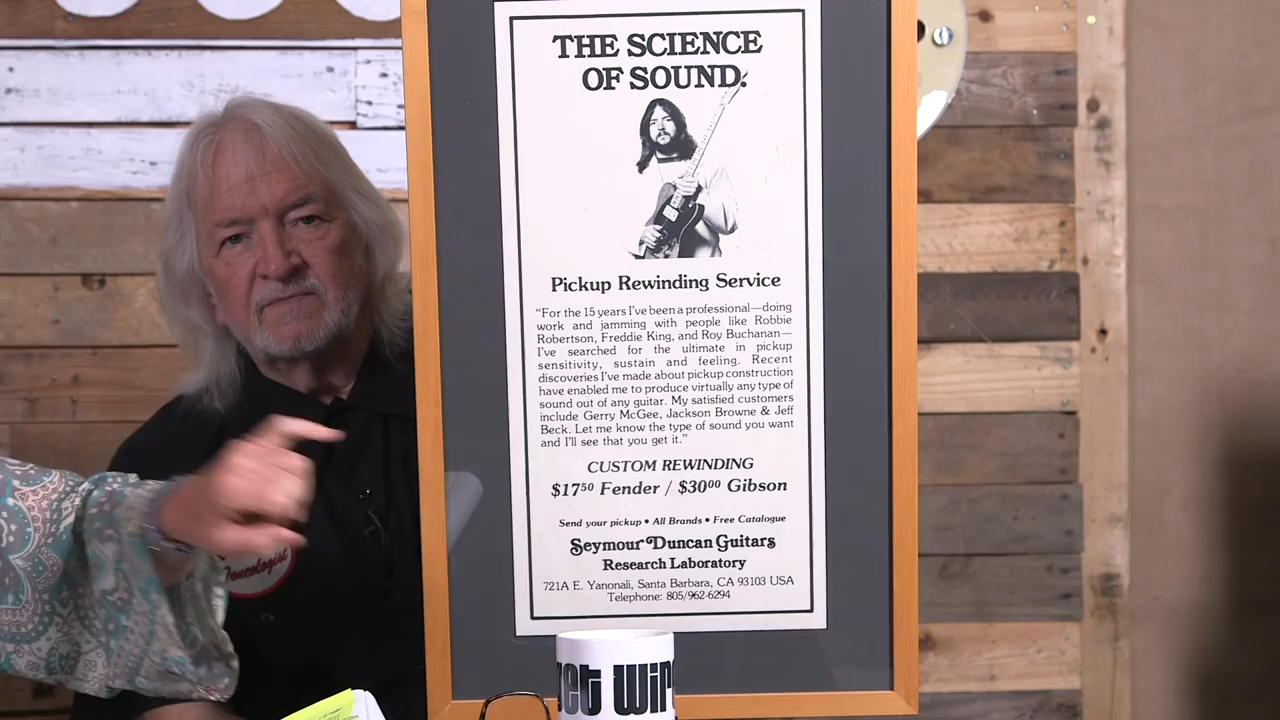 THE SCIENCE
OF SOUND.
Pickup Rewinding Service
“For the 15 years I’ve been a professional—doing
work and jamming with people like Robbie
Robertson, Freddie King, and Roy Buchanan—
I’ve searched for the ultimate in pickup
sensitivity, sustain and feeling. Recent
discoveries I’ve made about pickup construction
have enabled me to produce virtually any type of
sound out of any guitar. My satisfied customers
include Gerry McGee, Jackson Browne & Jeff
Beck. Let me know the type of sound you want
and I’ll see that you get it.”
CUSTOM REWINDING
$17⁵⁰ Fender / $30⁰⁰ Gibson
Send your pickup • All Brands • Free Catalogue
Seymour Duncan Guitars
Research Laboratory
721A E. Yanonali, Santa Barbara, CA 93103 USA
Telephone: 805/962-6294
Toneologist